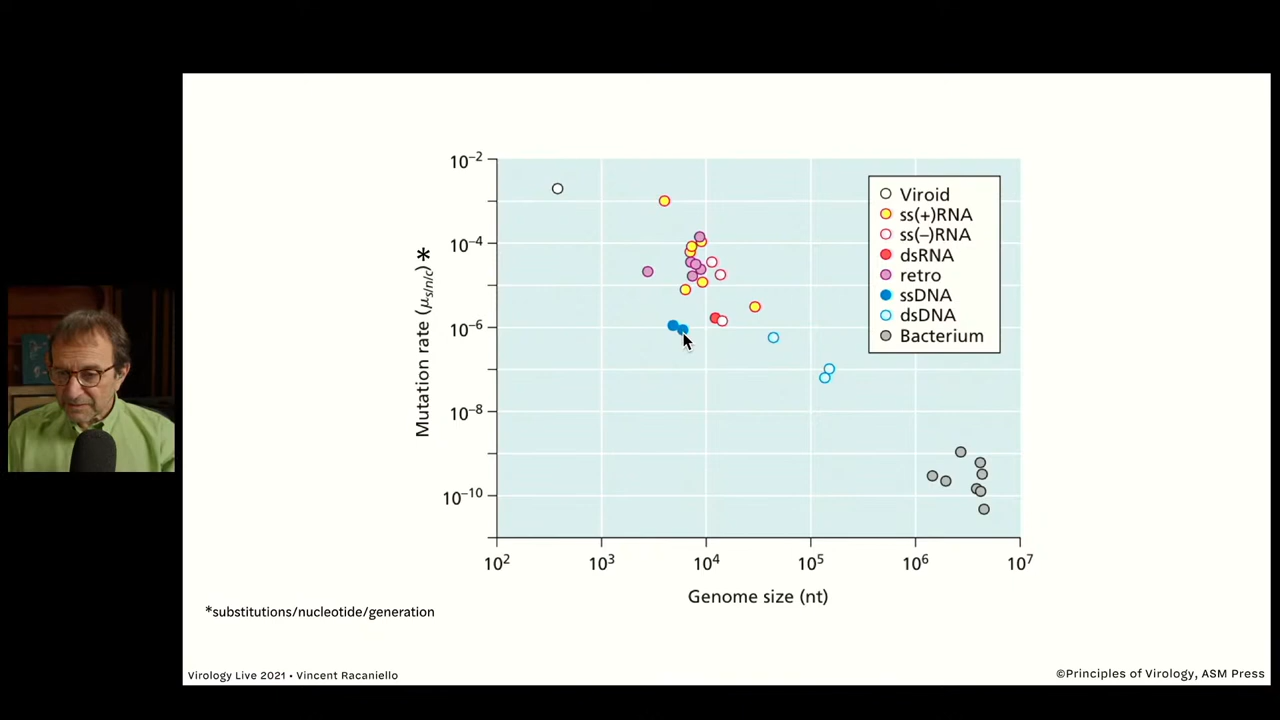 10⁻²
10⁻⁴
10⁻⁶
10⁻⁸
10⁻¹⁰
Mutation rate (μs/n/c)*
Viroid
ss(+)RNA
ss(–)RNA
dsRNA
retro
ssDNA
dsDNA
Bacterium
10² 10³ 10⁴ 10⁵ 10⁶ 10⁷
Genome size (nt)
*substitutions/nucleotide/generation
Virology Live 2021 • Vincent Racaniello
©Principles of Virology, ASM Press